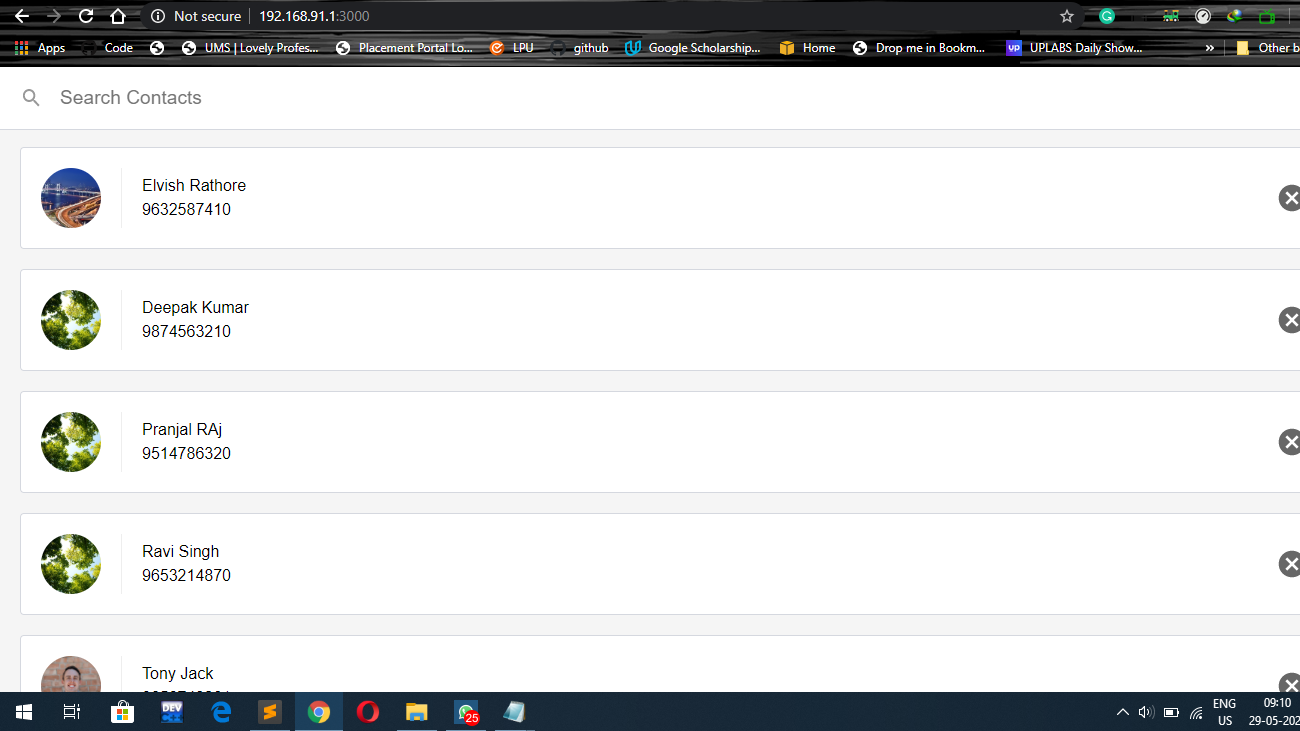 Not secure 192.168.91.1:3000
Apps Code UMS | Lovely Profes... Placement Portal Lo... LPU github Google Scholarship... Home Drop me in Bookm... UP UPLABS Daily Show... » Other b
Search Contacts
Elvish Rathore
9632587410
Deepak Kumar
9874563210
Pranjal RAj
9514786320
Ravi Singh
9653214870
Tony Jack
DEV
25
ENG
US
09:10
29-05-202